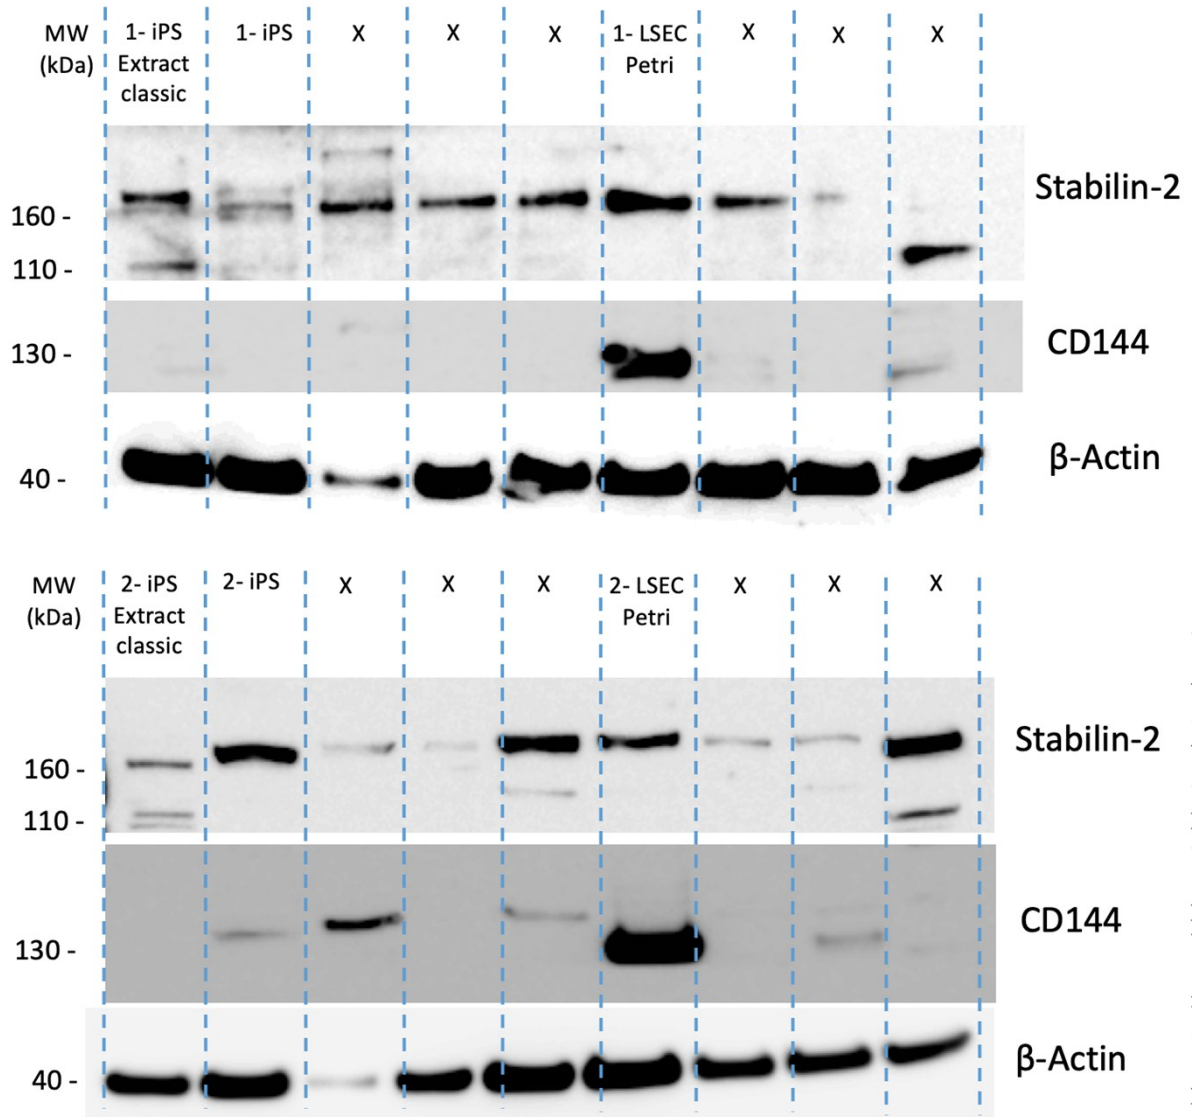 MW
(kDa)
1- iPS
Extract
classic
1- iPS
X
X
X
1- LSEC
Petri
X
X
X
Stabilin-2
160 -
110 -
130 -
CD144
40 -
β-Actin
MW
(kDa)
2- iPS
Extract
classic
2- iPS
X
X
X
2- LSEC
Petri
X
X
X
Stabilin-2
160 -
110 -
CD144
130 -
β-Actin
40 -